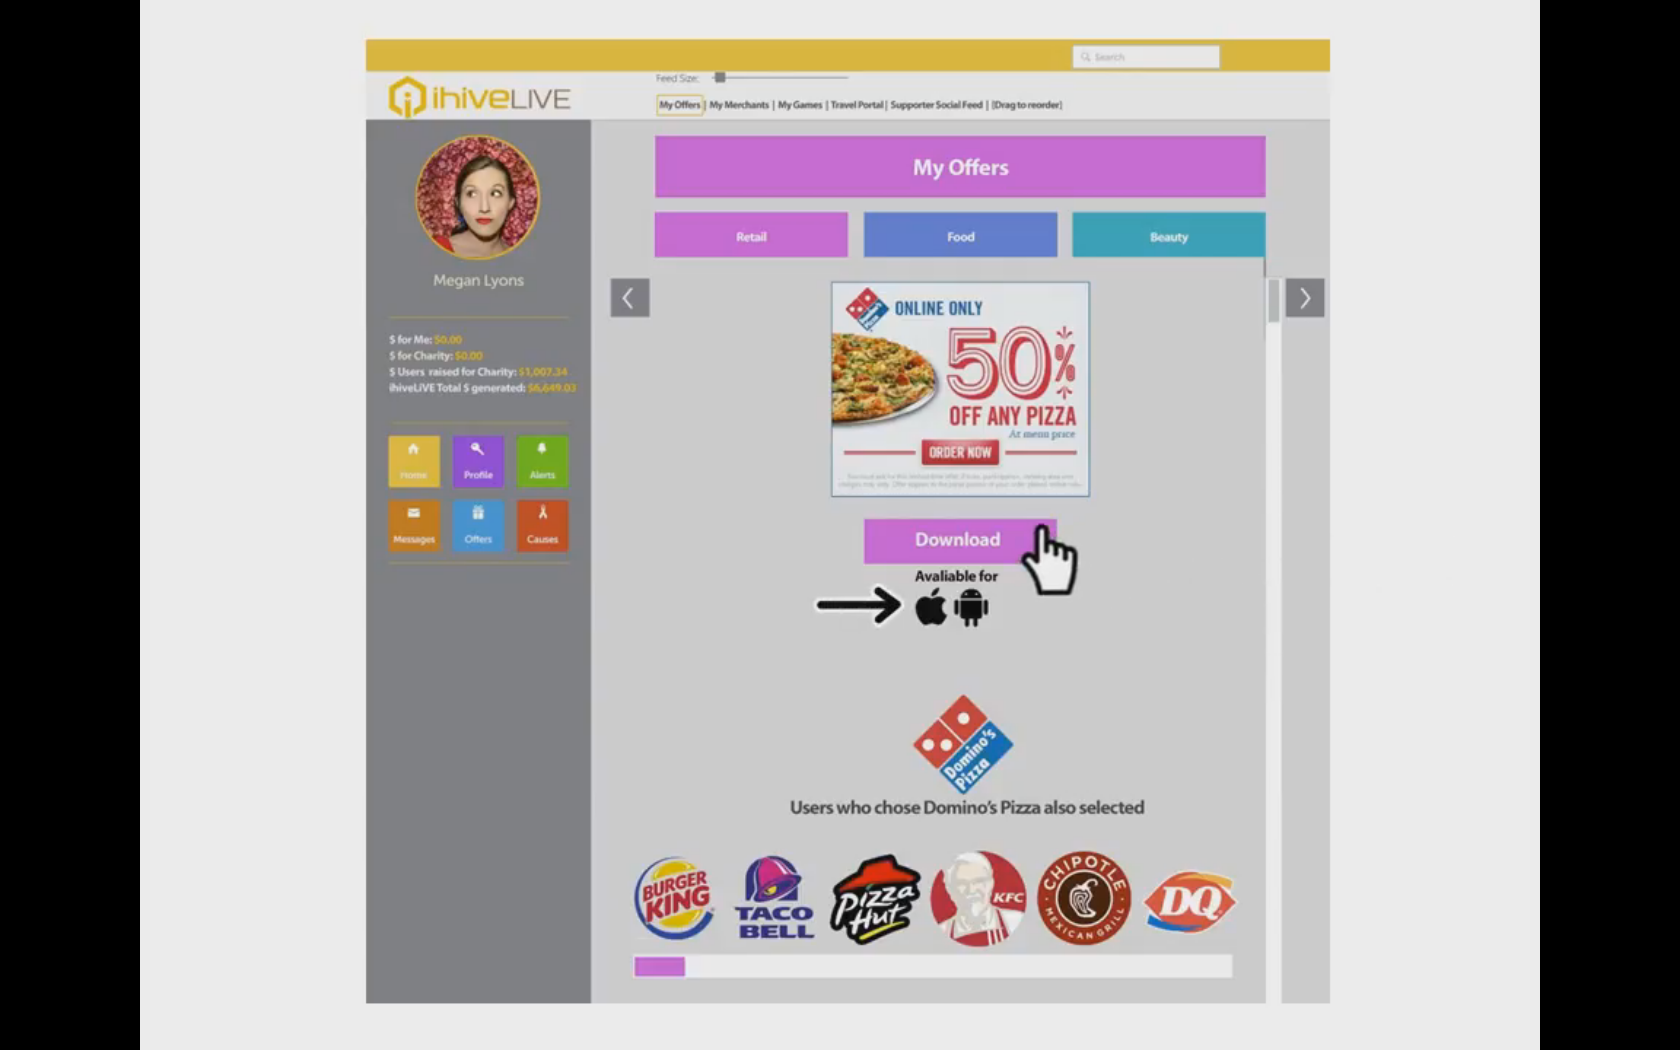 Search
ihiveLIVE
Feed Size:
My Offers | My Merchants | My Games | Travel Portal | Supporter Social Feed | [Drag to reorder]
Megan Lyons
$ for Me: $0.00
$ for Charity: $0.00
$ Users raised for Charity: $1,007.34
ihiveLIVE Total $ generated: $6,649.03
Home
Profile
Alerts
Messages
Offers
Causes
My Offers
Retail
Food
Beauty
Domino's Pizza
ONLINE ONLY
50%
OFF ANY PIZZA
At menu price
ORDER NOW
Download
Avaliable for
Domino's
Pizza
Users who chose Domino's Pizza also selected
BURGER
KING
TACO
BELL
Pizza
Hut
KFC
CHIPOTLE
MEXICAN GRILL
DQ